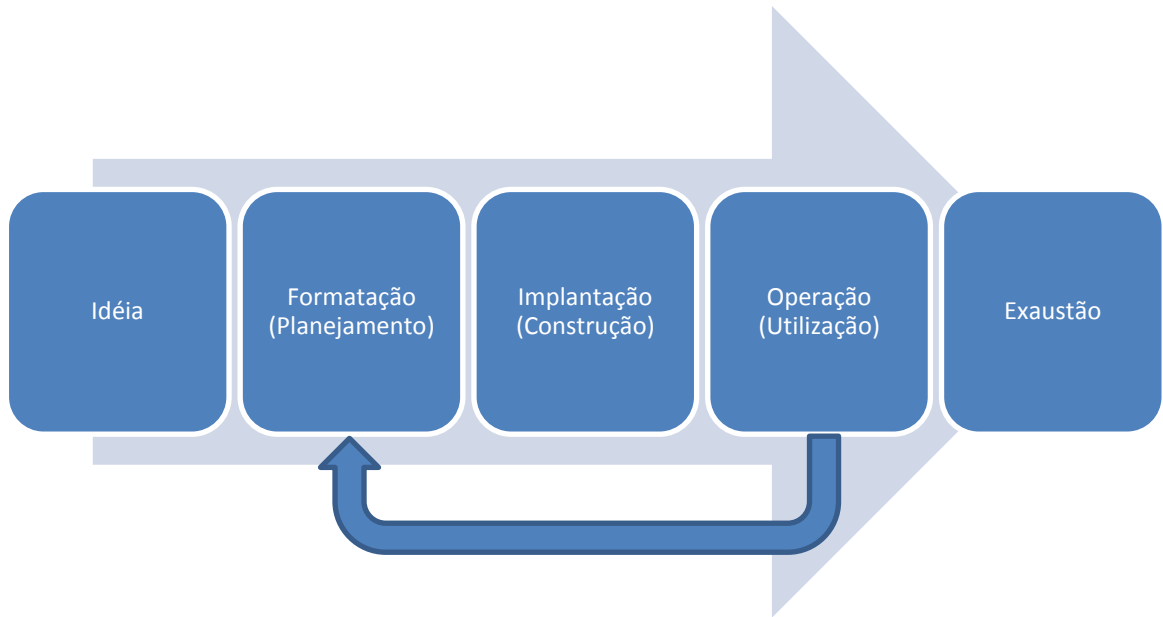 Idéia
Formatação
(Planejamento)
Implantação
(Construção)
Operação
(Utilização)
Exaustão